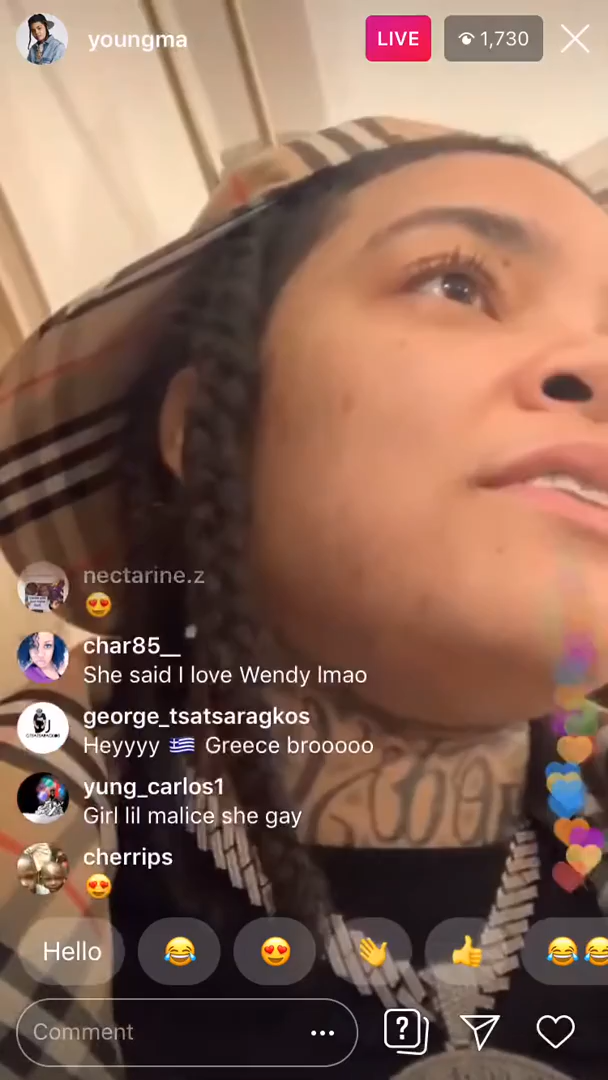 youngma
LIVE
1,730
nectarine.z
😍
char85__
She said I love Wendy lmao
george_tsatsaragkos
Heyyyy 🇬🇷 Greece brooooo
yung_carlos1
Girl lil malice she gay
cherrips
😍
Hello 😂 😍 👋 👍 😂😂
Comment